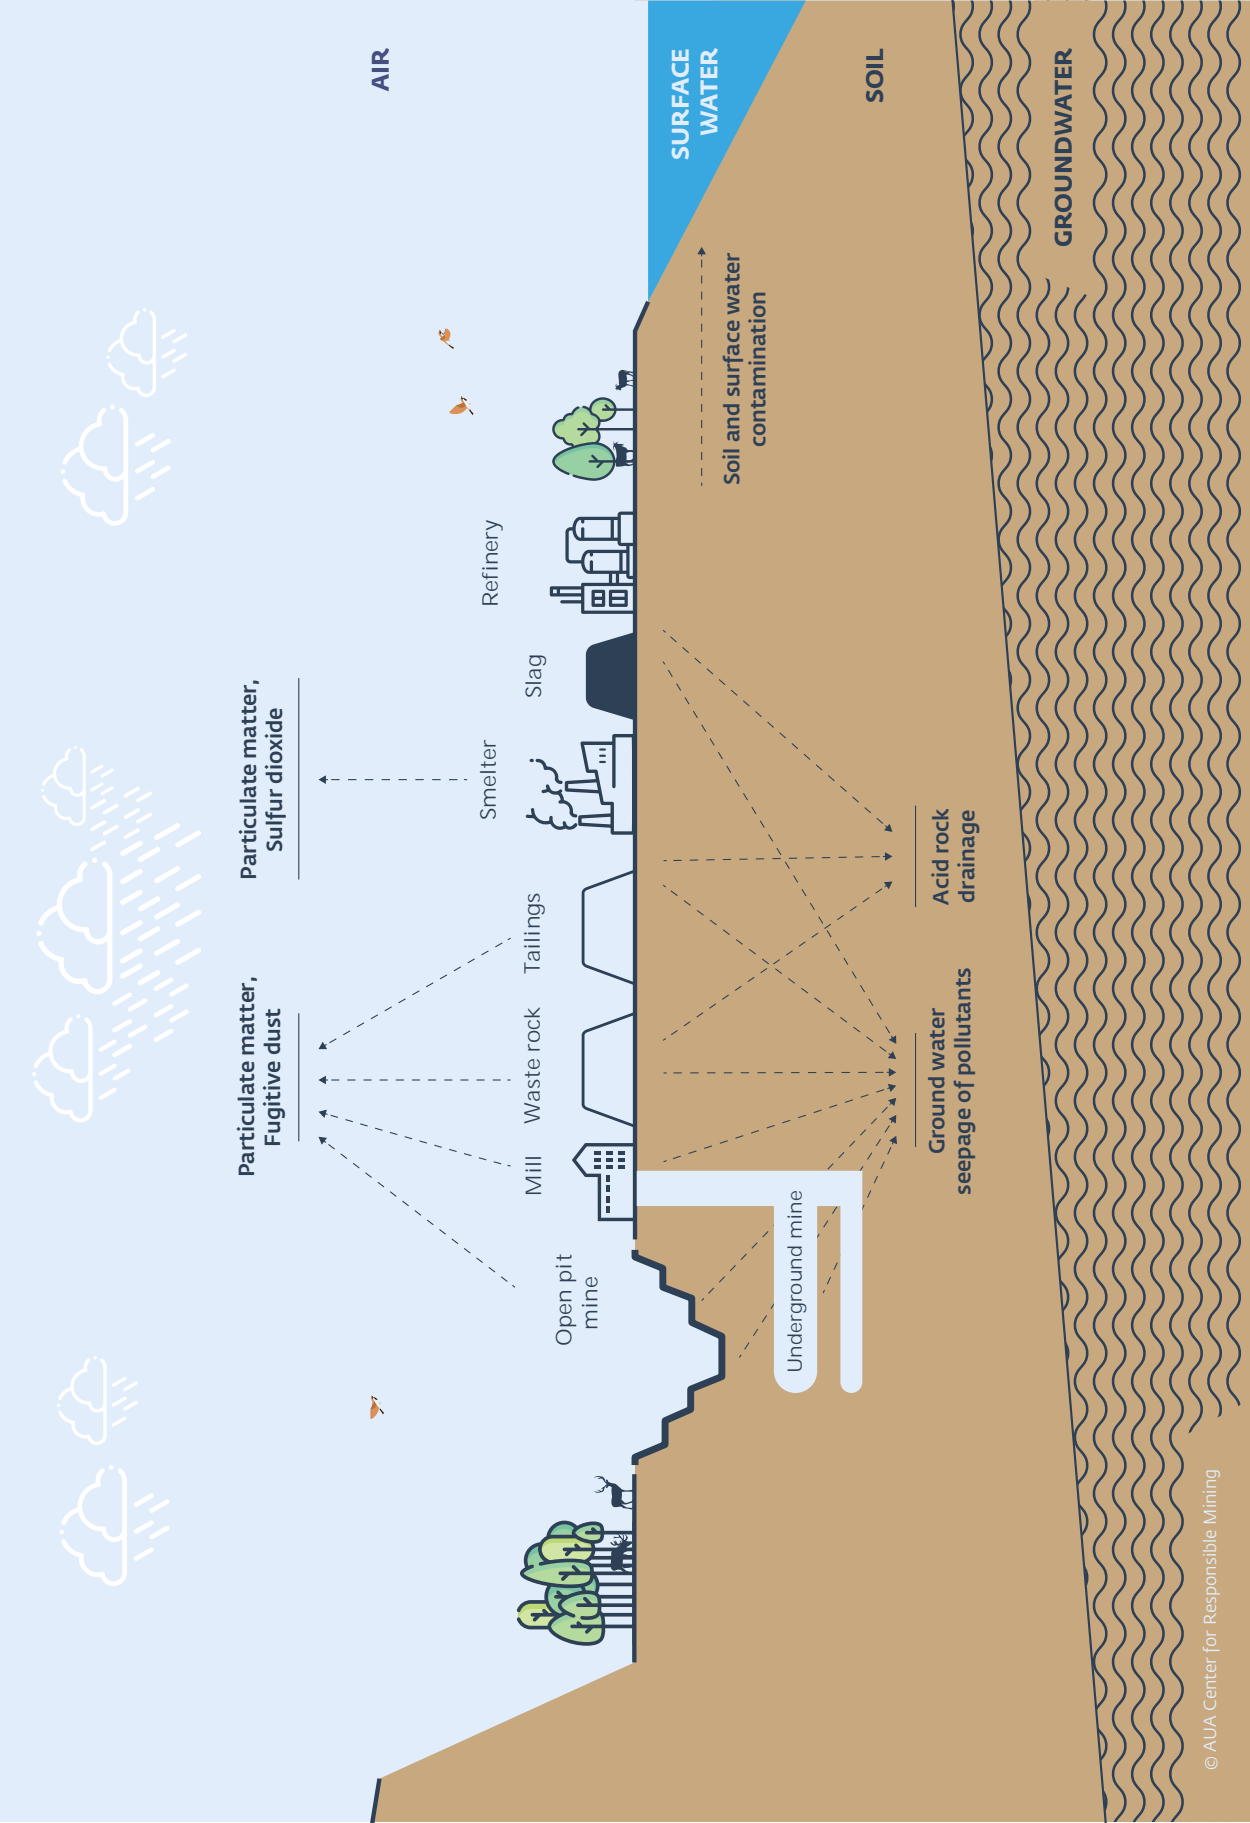 AIR
Particulate matter,
Fugitive dust
Particulate matter,
Sulfur dioxide
Open pit
mine
Mill
Waste rock
Tailings
Smelter
Slag
Refinery
SURFACE
WATER
Underground mine
Soil and surface water
contamination
SOIL
Ground water
seepage of pollutants
Acid rock
drainage
GROUNDWATER
© AUA Center for Responsible Mining